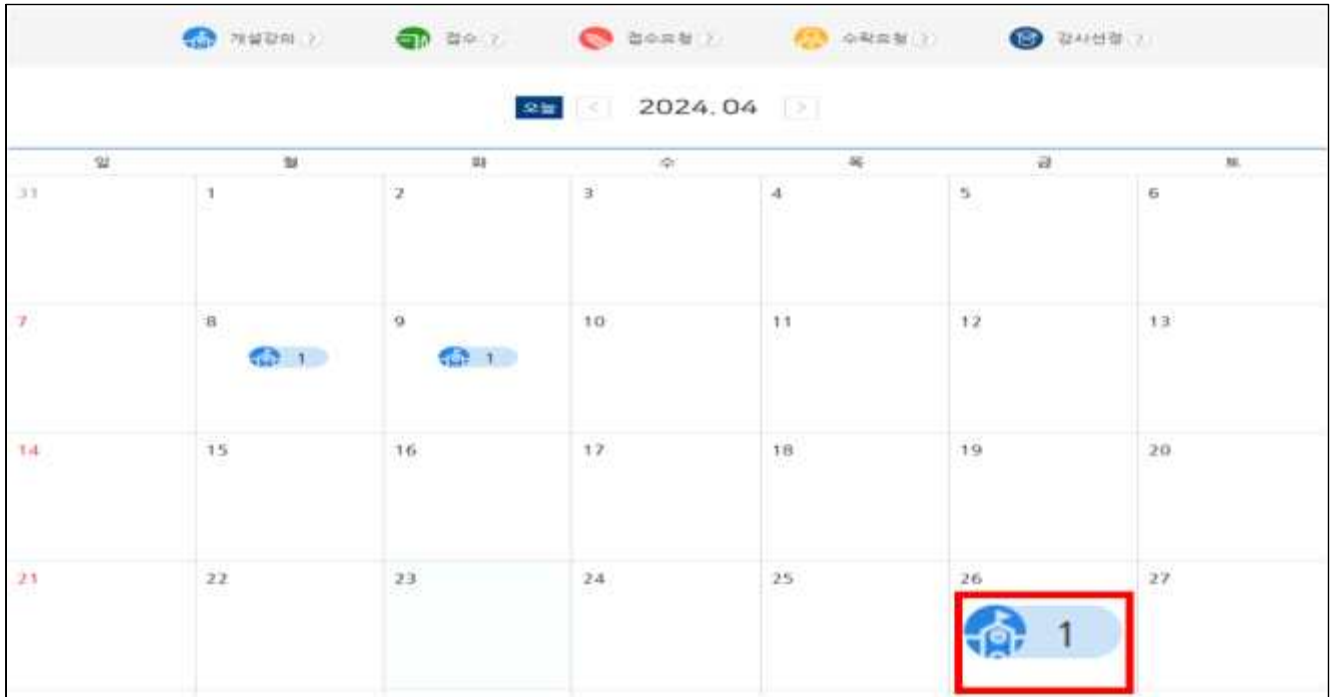 개설강의 ? 접수 ? 접수요청 ? 수락요청 ? 강사선정 ?
오늘 < 2024.04 >
일 월 화 수 목 금 토
31 1 2 3 4 5 6
7 8 9 10 11 12 13
1 1
14 15 16 17 18 19 20
21 22 23 24 25 26 27
1